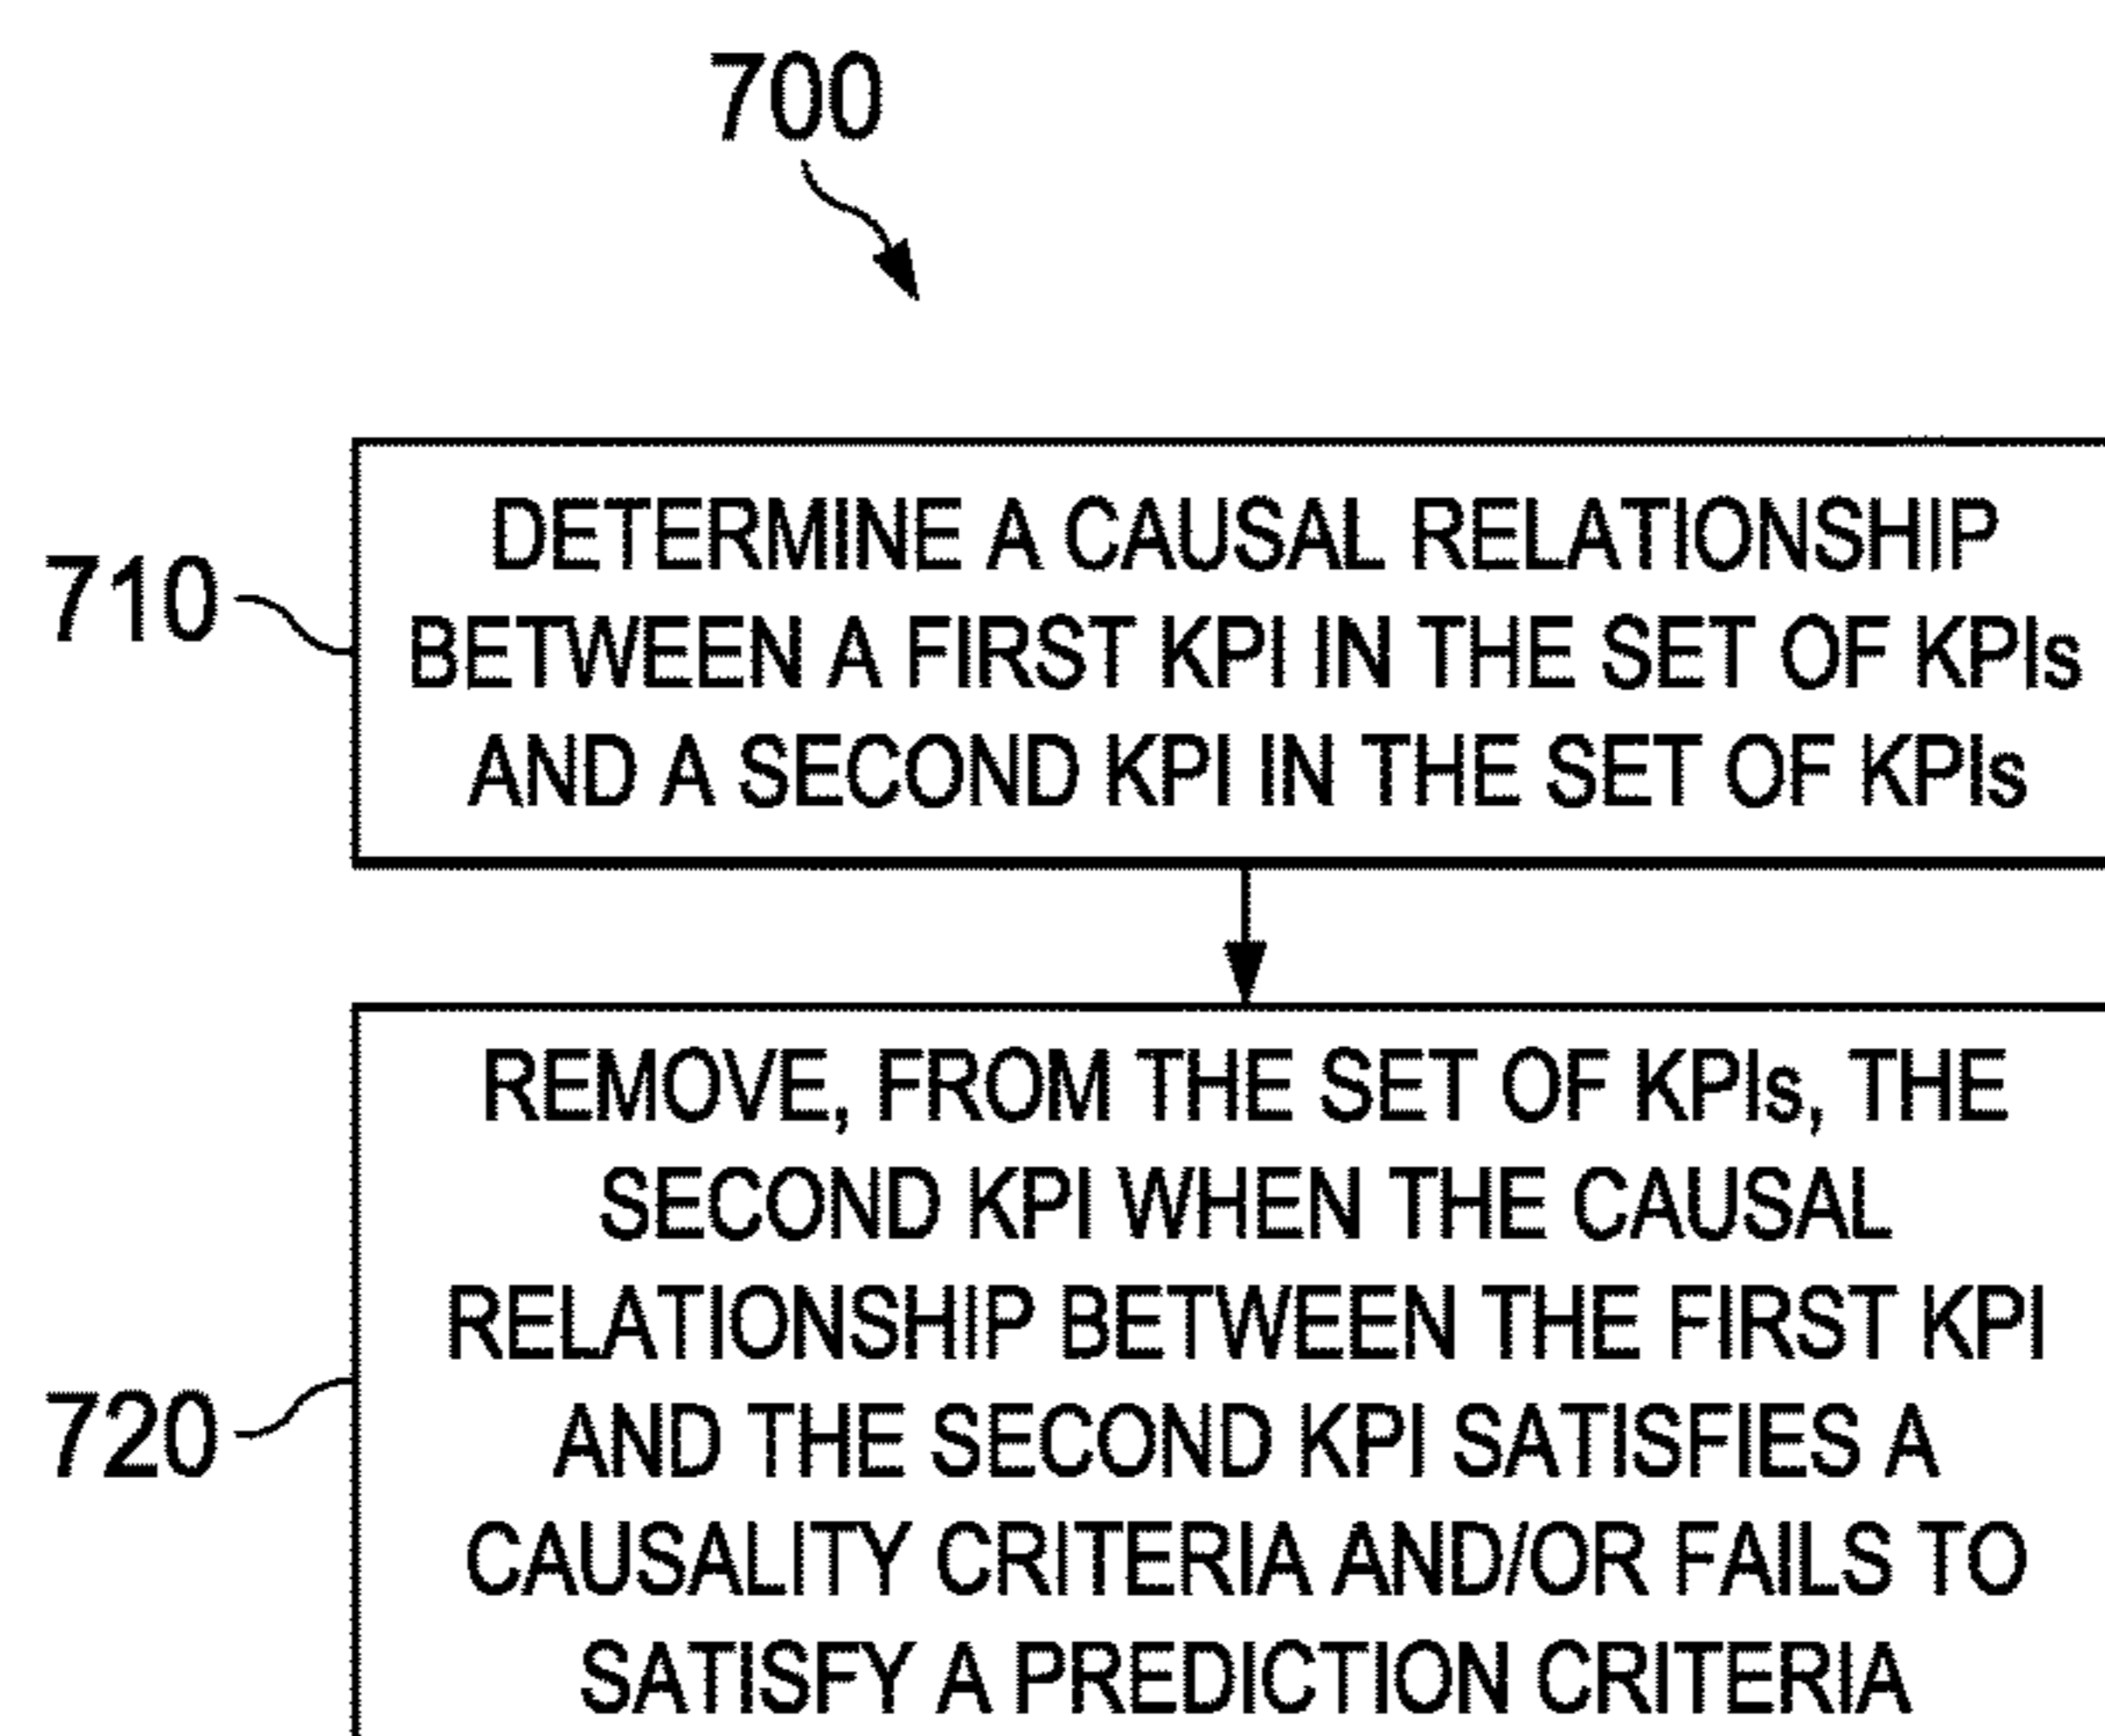 700
710
DETERMINE A CAUSAL RELATIONSHIP
BETWEEN A FIRST KPI IN THE SET OF KPIs
AND A SECOND KPI IN THE SET OF KPIs
720
REMOVE, FROM THE SET OF KPIs, THE
SECOND KPI WHEN THE CAUSAL
RELATIONSHIP BETWEEN THE FIRST KPI
AND THE SECOND KPI SATISFIES A
CAUSALITY CRITERIA AND/OR FAILS TO
SATISFY A PREDICTION CRITERIA